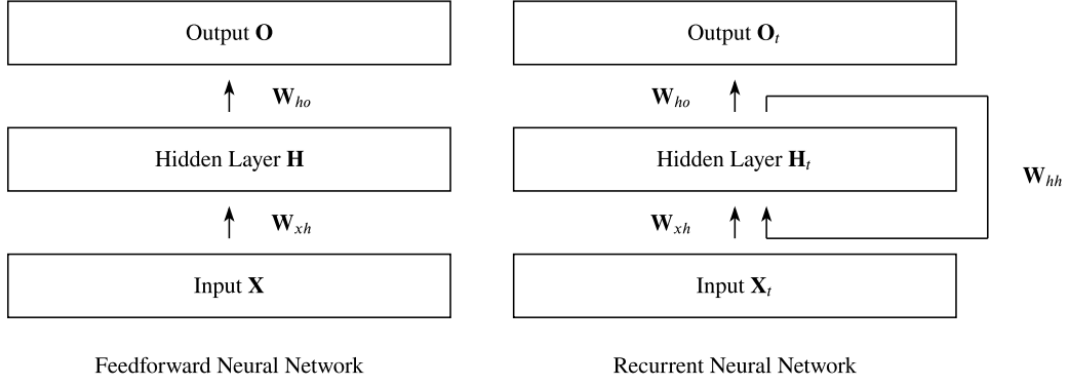 Output O
W_ho
Hidden Layer H
W_xh
Input X
Feedforward Neural Network
Output O_t
W_ho
Hidden Layer H_t
W_hh
W_xh
Input X_t
Recurrent Neural Network